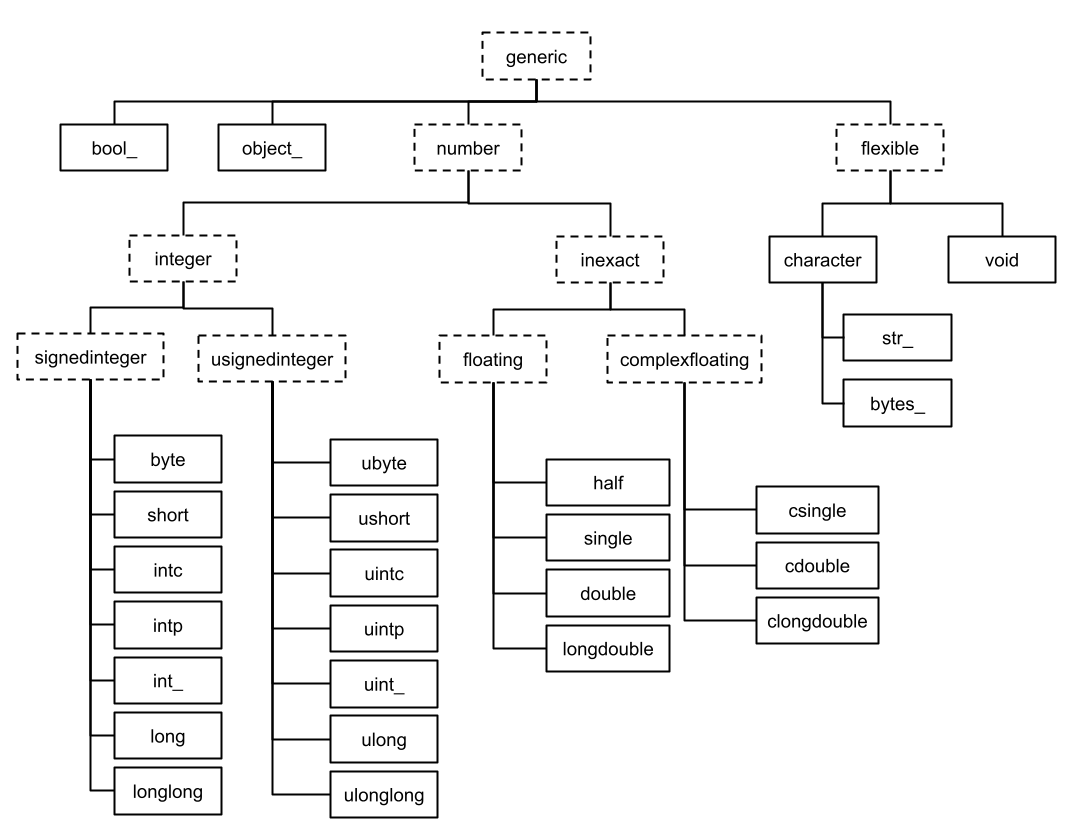 generic
bool_
object_
number
flexible
integer
inexact
character
void
signedinteger
usignedinteger
floating
complexfloating
str_
bytes_
byte
short
intc
intp
int_
long
longlong
ubyte
ushort
uintc
uintp
uint_
ulong
ulonglong
half
single
double
longdouble
csingle
cdouble
clongdouble